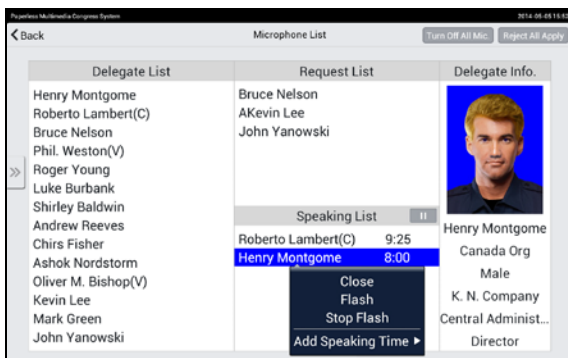 Paperless Multimedia Congress System
2014-05-05 15:52
Back
Microphone List
Turn Off All Mic.
Reject All Apply
Delegate List
Henry Montgome
Roberto Lambert(C)
Bruce Nelson
Phil. Weston(V)
Roger Young
Luke Burbank
Shirley Baldwin
Andrew Reeves
Chirs Fisher
Ashok Nordstorm
Oliver M. Bishop(V)
Kevin Lee
Mark Green
John Yanowski
Request List
Bruce Nelson
AKevin Lee
John Yanowski
Speaking List
Roberto Lambert(C) 9:25
Henry Montgome 8:00
Close
Flash
Stop Flash
Add Speaking Time
Delegate Info.
Henry Montgome
Canada Org
Male
K. N. Company
Central Administ...
Director